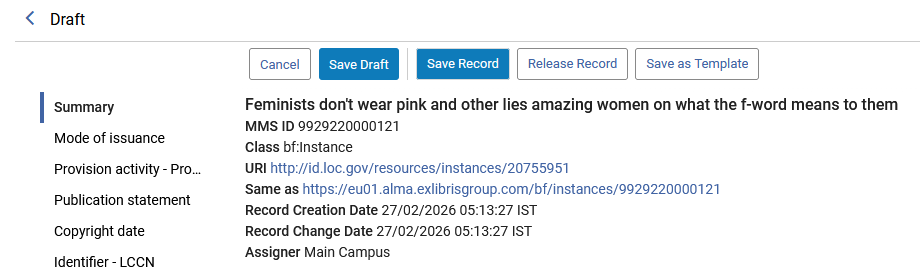 Draft
Cancel Save Draft Save Record Release Record Save as Template
Summary
Mode of issuance
Provision activity - Pro...
Publication statement
Copyright date
Identifier - LCCN
Feminists don't wear pink and other lies amazing women on what the f-word means to them
MMS ID 9929220000121
Class bf:Instance
URI http://id.loc.gov/resources/instances/20755951
Same as https://eu01.alma.exlibrisgroup.com/bf/instances/9929220000121
Record Creation Date 27/02/2026 05:13:27 IST
Record Change Date 27/02/2026 05:13:27 IST
Assigner Main Campus